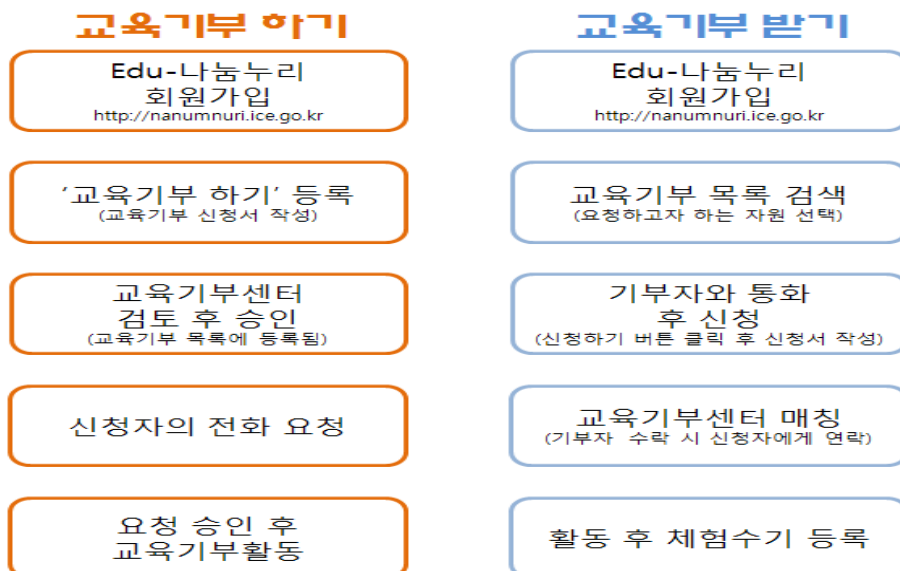 교육기부 하기
Edu-나눔누리
회원가입
http://nanumnuri.ice.go.kr
‘교육기부 하기’ 등록
(교육기부 신청서 작성)
교육기부센터
검토 후 승인
(교육기부 목록에 등록됨)
신청자의 전화 요청
요청 승인 후
교육기부활동
교육기부 받기
Edu-나눔누리
회원가입
http://nanumnuri.ice.go.kr
교육기부 목록 검색
(요청하고자 하는 자원 선택)
기부자와 통화
후 신청
(신청하기 버튼 클릭 후 신청서 작성)
교육기부센터 매칭
(기부자 수락 시 신청자에게 연락)
활동 후 체험수기 등록